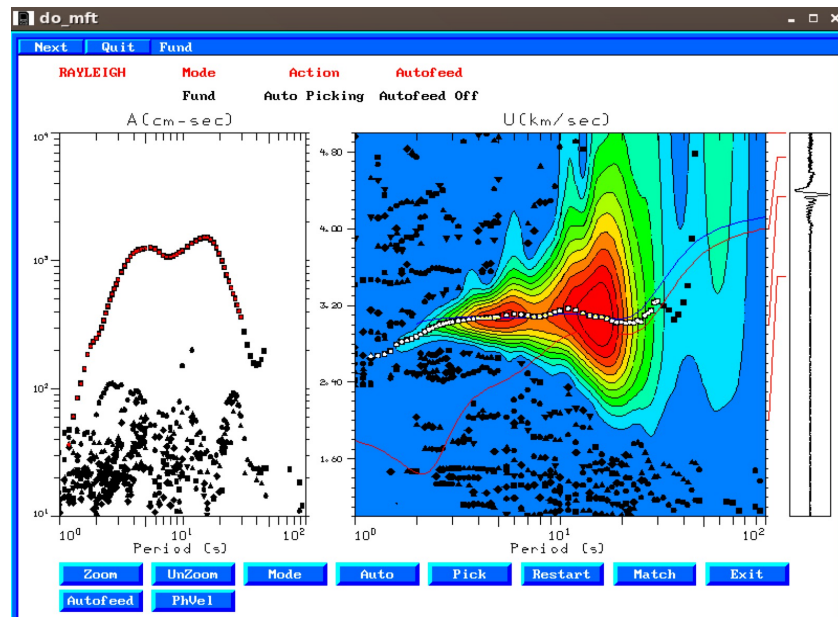 do_mft
Next Quit Fund
RAYLEIGH Mode Action Autofeed
Fund Auto Picking Autofeed Off
A(cm-sec) U(km/sec)
10⁴
10³
10²
10¹
4.80
4.00
3.20
2.40
1.60
10⁰ 10¹ 10² 10⁰ 10¹ 10²
Period (s) Period (s)
Zoom UnZoom Mode Auto Pick Restart Match Exit
Autofeed PhVel